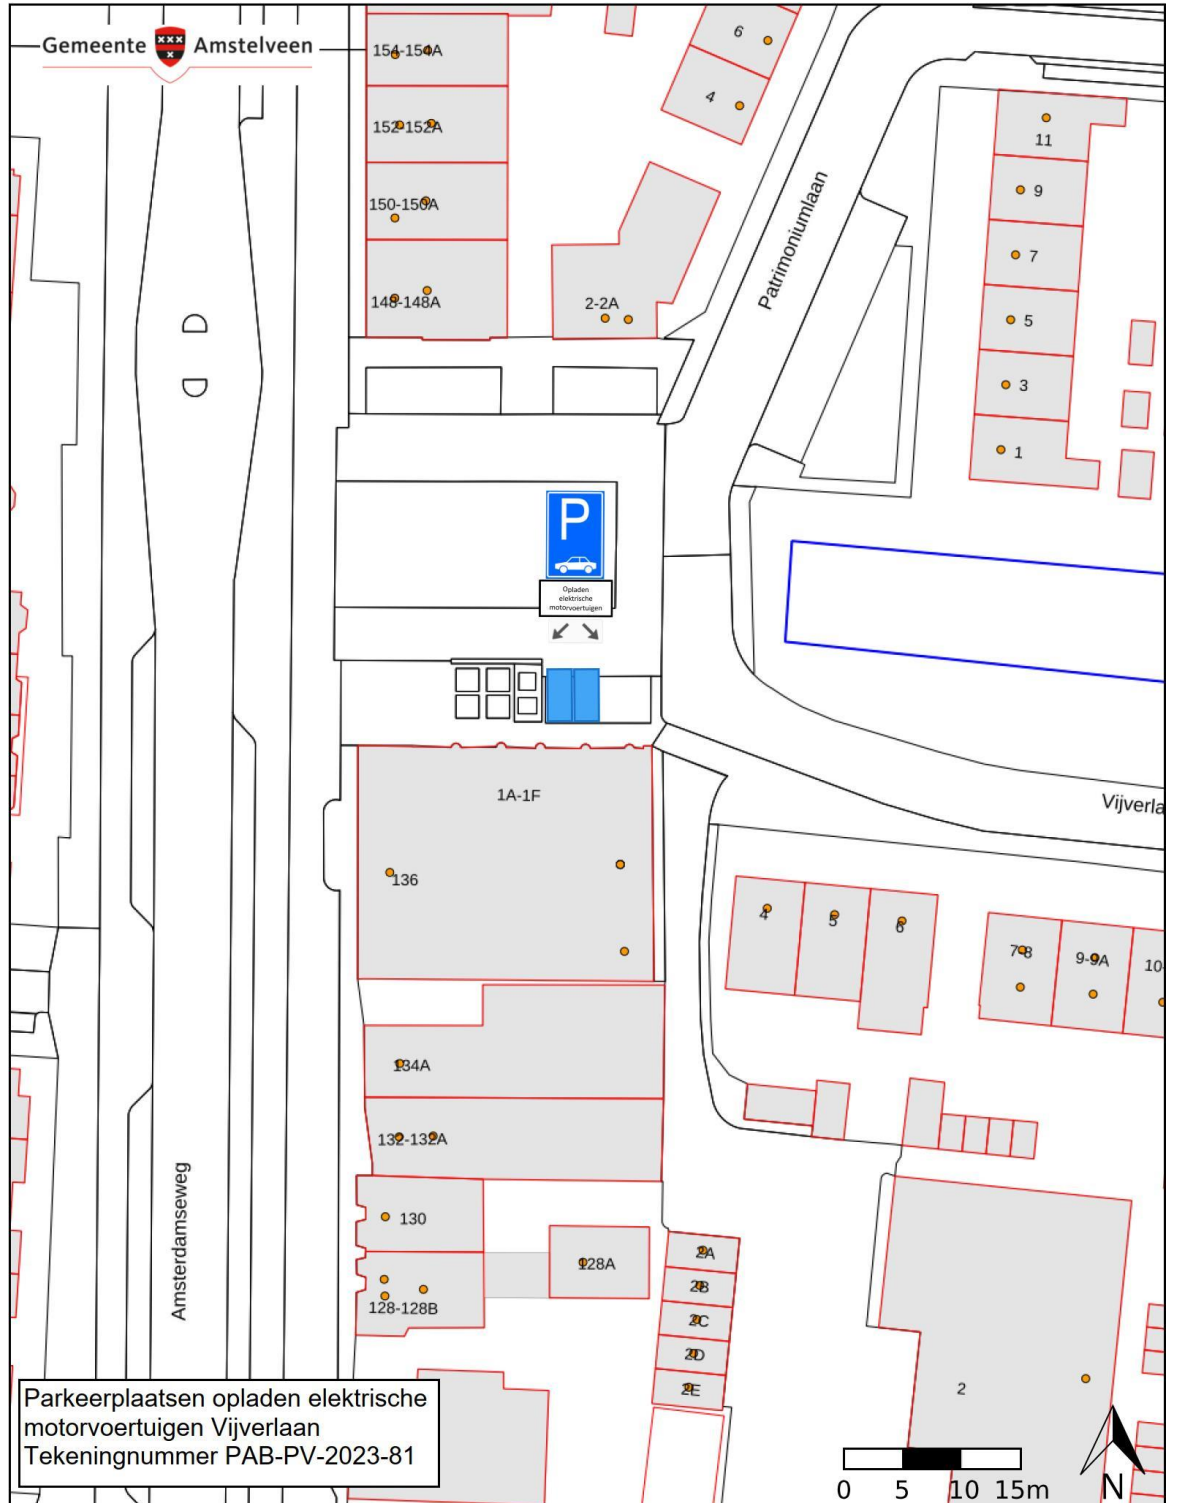 Gemeente Amstelveen
154-154A
6
4
152-152A
11
9
150-150A
Patrimoniumlaan
7
148-148A
2-2A
5
3
1
P
Opladen
elektrische
motorvoertuigen
1A-1F
Vijverla
136
4
5
6
7-8
9-9A
10-
134A
132-132A
130
128A
2A
2B
128-128B
2C
2D
2E
2
Amsterdamseweg
Parkeerplaatsen opladen elektrische
motorvoertuigen Vijverlaan
Tekeningnummer PAB-PV-2023-81
0 5 10 15m
N